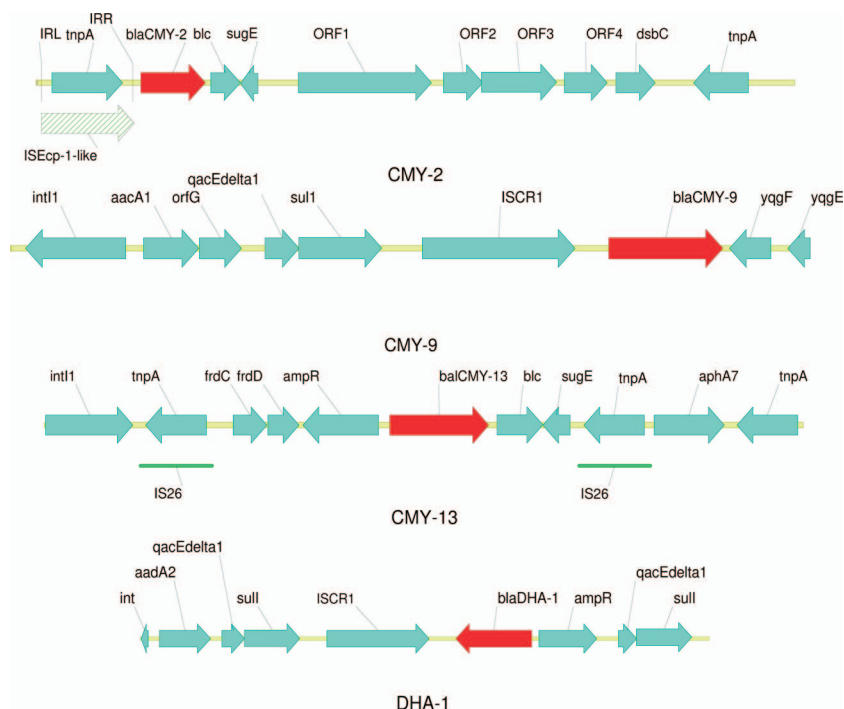 IRL tnpA IRR blaCMY-2 blc sugE ORF1 ORF2 ORF3 ORF4 dsbC tnpA
ISEcp-1-like
CMY-2
intI1 aacA1 orfG qacEdelta1 sul1 ISCR1 blaCMY-9 yqgF yqgE
CMY-9
intI1 tnpA frdC frdD ampR balCMY-13 blc sugE tnpA aphA7 tnpA
IS26 IS26
CMY-13
int aadA2 qacEdelta1 sulI ISCR1 blaDHA-1 ampR qacEdelta1 sulI
DHA-1